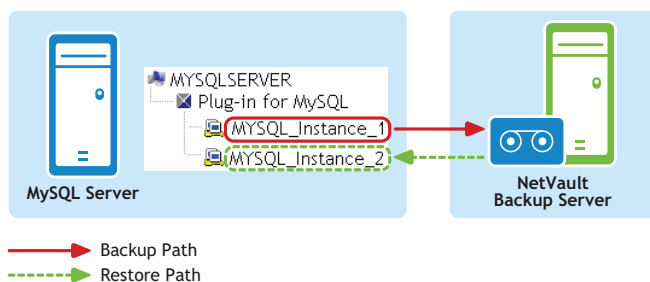 MYSQLSERVER
Plug-in for MySQL
MYSQL_Instance_1
MYSQL_Instance_2
MySQL Server
NetVault
Backup Server
Backup Path
Restore Path